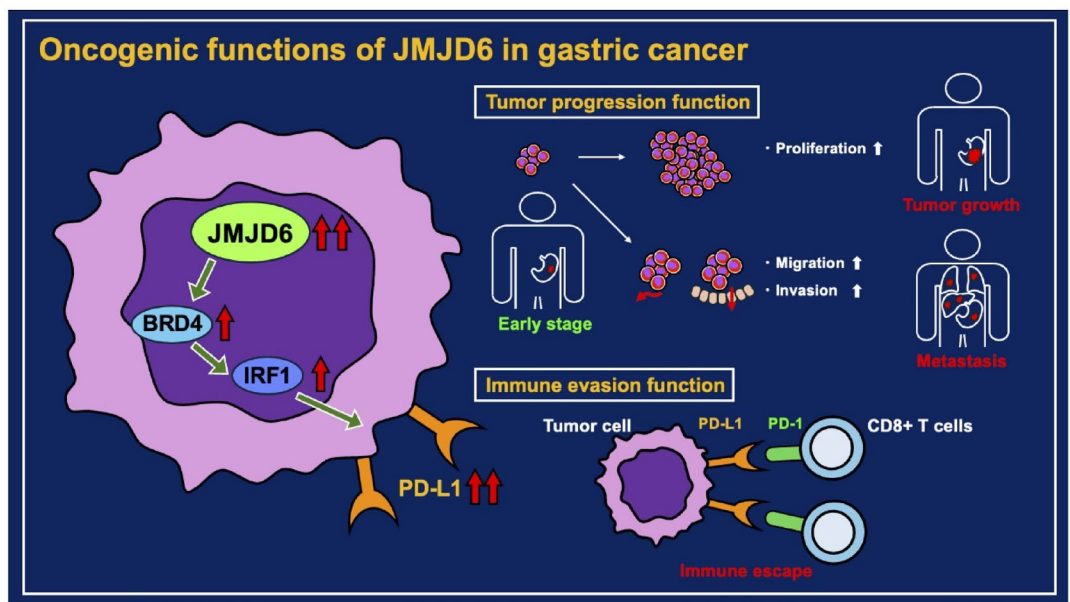 Oncogenic functions of JMJD6 in gastric cancer
JMJD6
BRD4
IRF1
PD-L1
Tumor progression function
· Proliferation ⬆
Tumor growth
Early stage
· Migration ⬆
· Invasion ⬆
Metastasis
Immune evasion function
Tumor cell PD-L1 PD-1 CD8+ T cells
Immune escape